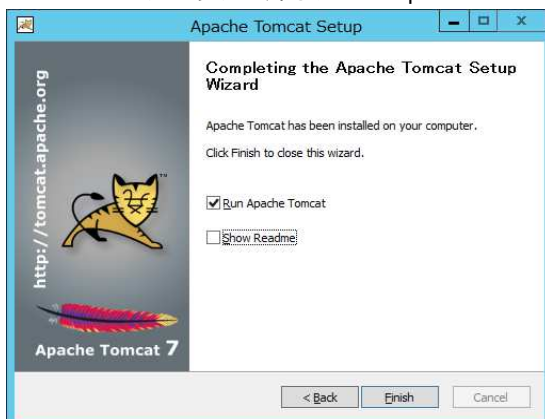 Apache Tomcat Setup
http://tomcat.apache.org
TM
Apache Tomcat 7
Completing the Apache Tomcat Setup
Wizard
Apache Tomcat has been installed on your computer.
Click Finish to close this wizard.
Run Apache Tomcat
Show Readme
< Back
Finish
Cancel